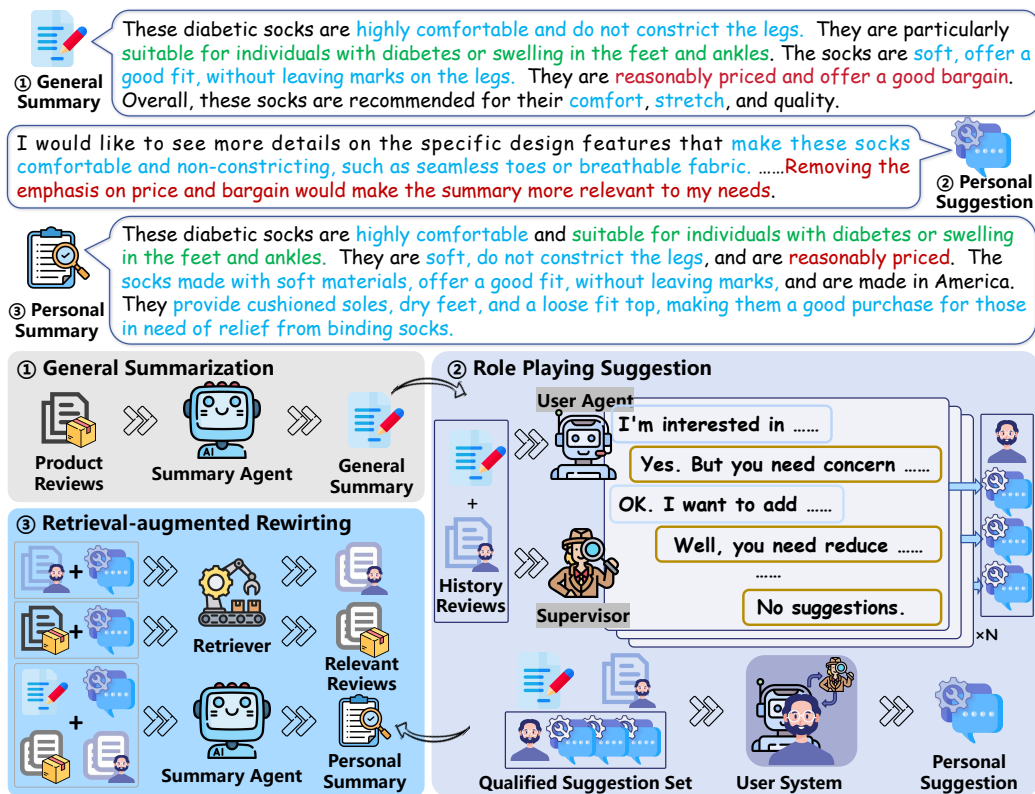 These diabetic socks are highly comfortable and do not constrict the legs. They are particularly
suitable for individuals with diabetes or swelling in the feet and ankles. The socks are soft, offer a
good fit, without leaving marks on the legs. They are reasonably priced and offer a good bargain.
Overall, these socks are recommended for their comfort, stretch, and quality.
① General
Summary
I would like to see more details on the specific design features that make these socks
comfortable and non-constricting, such as seamless toes or breathable fabric. ......Removing the
emphasis on price and bargain would make the summary more relevant to my needs.
② Personal
Suggestion
These diabetic socks are highly comfortable and suitable for individuals with diabetes or swelling
in the feet and ankles. They are soft, do not constrict the legs, and are reasonably priced. The
socks made with soft materials, offer a good fit, without leaving marks, and are made in America.
They provide cushioned soles, dry feet, and a loose fit top, making them a good purchase for those
in need of relief from binding socks.
③ Personal
Summary
① General Summarization
Product
Reviews
AI
Summary Agent
General
Summary
② Role Playing Suggestion
+
History
Reviews
User Agent
Supervisor
I'm interested in ......
Yes. But you need concern ......
OK. I want to add ......
Well, you need reduce ......
......
No suggestions.
×N
Qualified Suggestion Set
User System
Personal
Suggestion
③ Retrieval-augmented Rewirting
+
+
+
Retriever
Relevant
Reviews
AI
Summary Agent
Personal
Summary